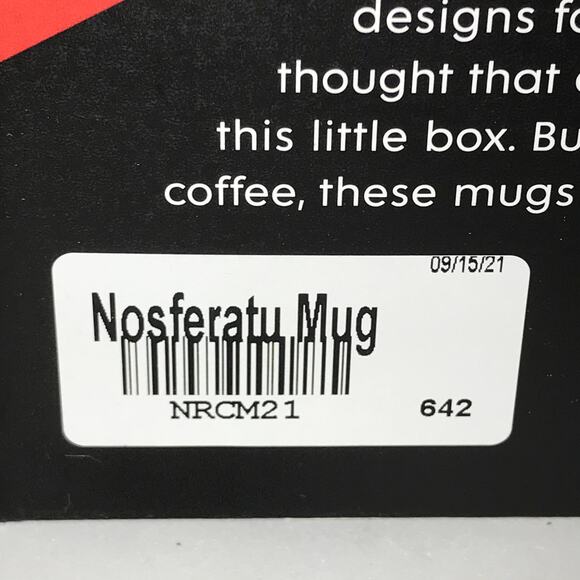 designs fo
thought that
this little box. Bu
coffee, these mugs
09/15/21
Nosferatu Mug
NRCM21
642